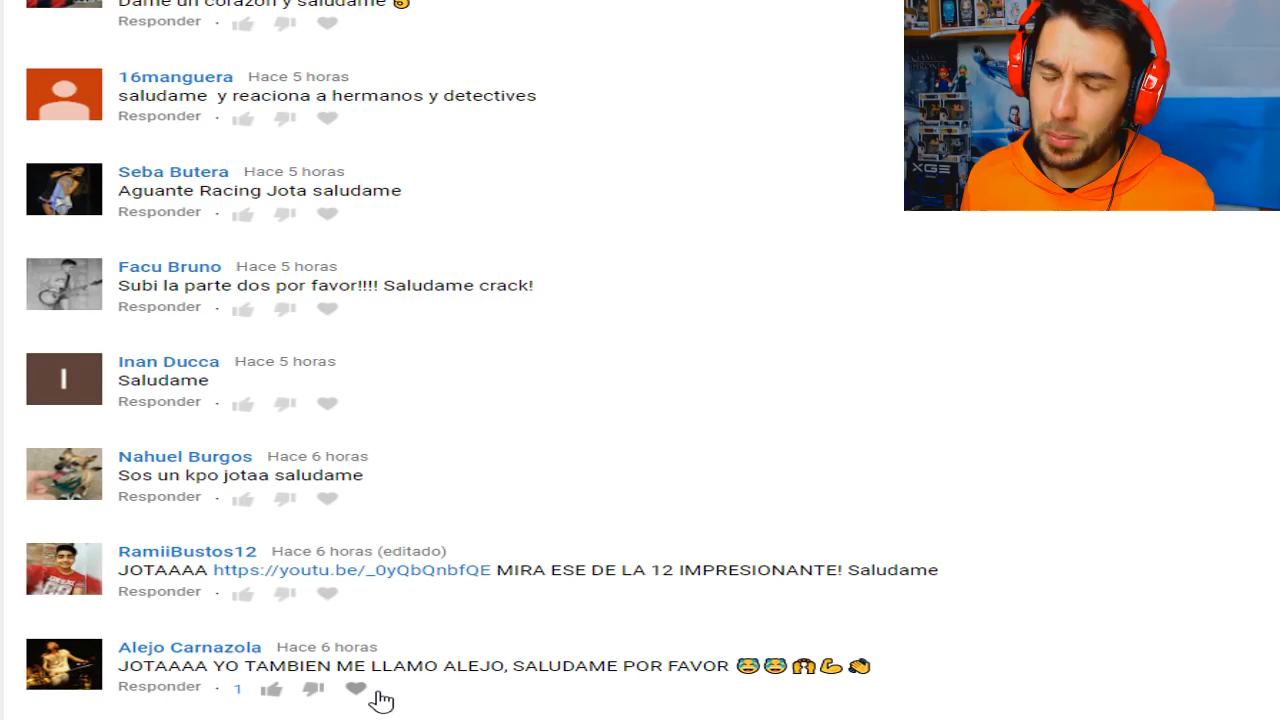 Dame un corazon y saludame
Responder
16manguera Hace 5 horas
saludame y reaciona a hermanos y detectives
Responder ·
Seba Butera Hace 5 horas
Aguante Racing Jota saludame
Responder ·
Facu Bruno Hace 5 horas
Subi la parte dos por favor!!!! Saludame crack!
Responder ·
I
Inan Ducca Hace 5 horas
Saludame
Responder ·
Nahuel Burgos Hace 6 horas
Sos un kpo jotaa saludame
Responder ·
RamiiBustos12 Hace 6 horas (editado)
JOTAAAA https://youtu.be/_0yQbQnbfQE MIRA ESE DE LA 12 IMPRESIONANTE! Saludame
Responder ·
Alejo Carnazola Hace 6 horas
JOTAAAA YO TAMBIEN ME LLAMO ALEJO, SALUDAME POR FAVOR 😹😹🙌💪👏
Responder · 1
XGE